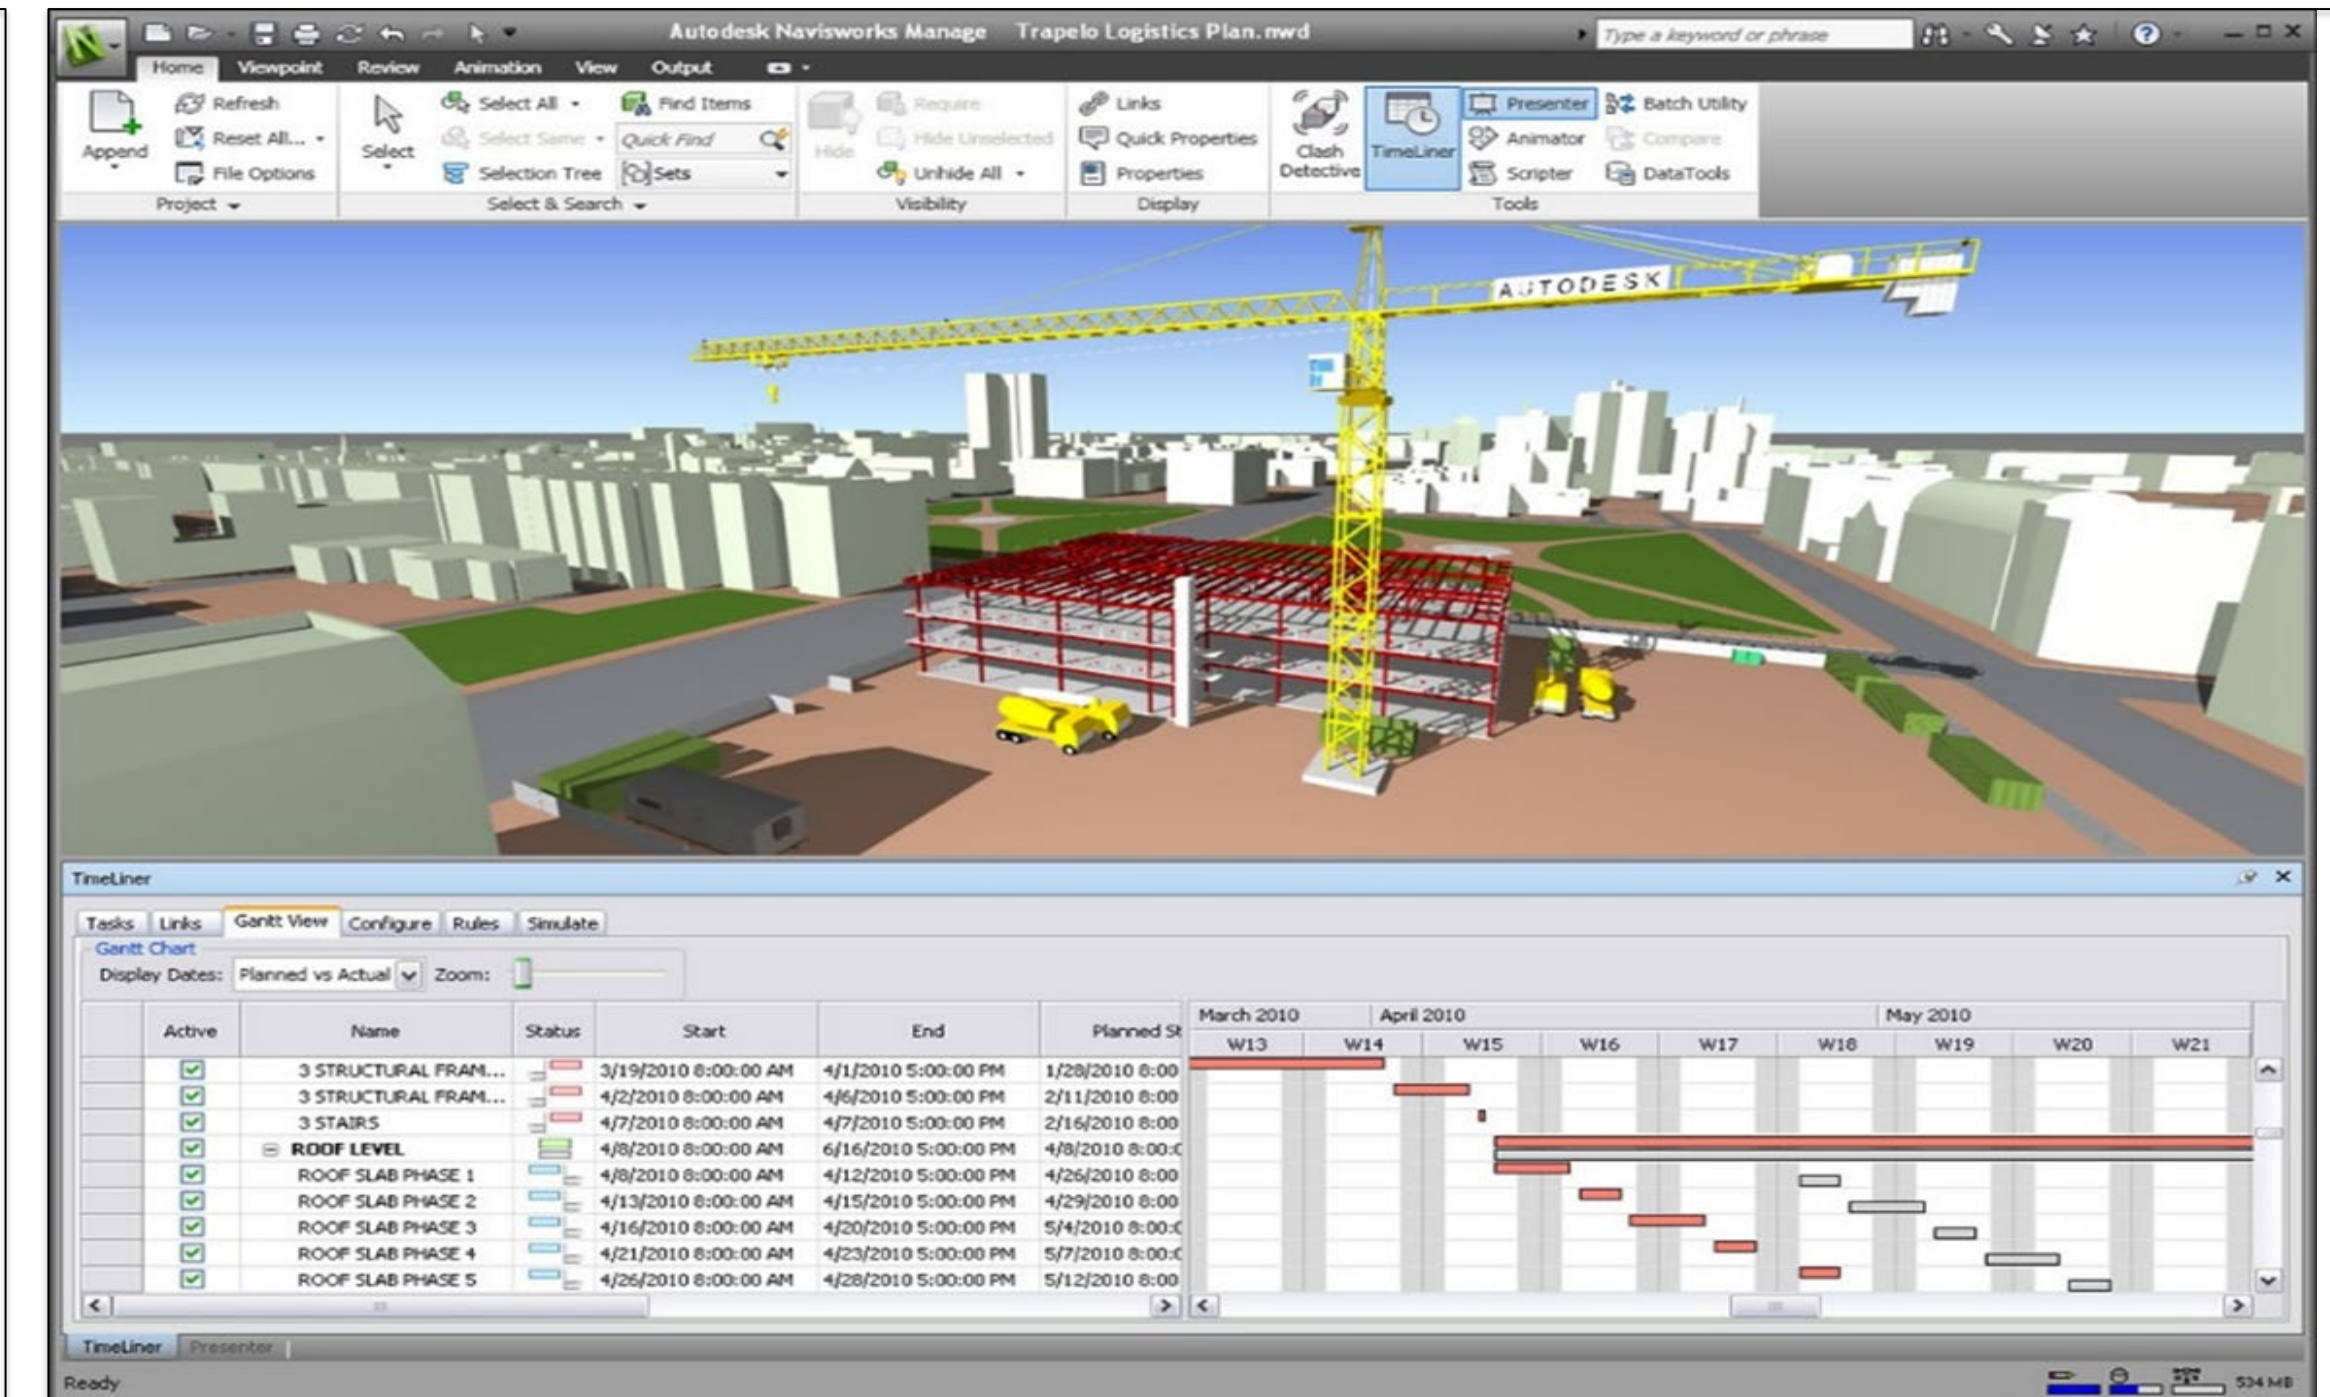 Autodesk Navisworks Manage Trapelo Logistics Plan.nwd
Type a keyword or phrase
Home Viewpoint Review Animation View Output
Append
Refresh
Reset All...
File Options
Project
Select
Select All
Select Same
Selection Tree
Find Items
Quick Find
Sets
Select & Search
Hide
Require
Hide Unselected
Unhide All
Visibility
Links
Quick Properties
Properties
Display
Clash
Detective
TimeLiner
Presenter
Animator
Scripter
Batch Utility
Compare
DataTools
Tools
AUTODESK
TimeLiner
Tasks Links Gantt View Configure Rules Simulate
Gantt Chart
Display Dates: Planned vs Actual Zoom:
Active Name Status Start End Planned St
March 2010 April 2010 May 2010
W13 W14 W15 W16 W17 W18 W19 W20 W21
3 STRUCTURAL FRAM... 3/19/2010 8:00:00 AM 4/1/2010 5:00:00 PM 1/28/2010 8:00
3 STRUCTURAL FRAM... 4/2/2010 8:00:00 AM 4/6/2010 5:00:00 PM 2/11/2010 8:00
3 STAIRS 4/7/2010 8:00:00 AM 4/7/2010 5:00:00 PM 2/16/2010 8:00
ROOF LEVEL 4/8/2010 8:00:00 AM 6/16/2010 5:00:00 PM 4/8/2010 8:00:0
ROOF SLAB PHASE 1 4/8/2010 8:00:00 AM 4/12/2010 5:00:00 PM 4/26/2010 8:00
ROOF SLAB PHASE 2 4/13/2010 8:00:00 AM 4/15/2010 5:00:00 PM 4/29/2010 8:00
ROOF SLAB PHASE 3 4/16/2010 8:00:00 AM 4/20/2010 5:00:00 PM 5/4/2010 8:00:0
ROOF SLAB PHASE 4 4/21/2010 8:00:00 AM 4/23/2010 5:00:00 PM 5/7/2010 8:00:0
ROOF SLAB PHASE 5 4/26/2010 8:00:00 AM 4/28/2010 5:00:00 PM 5/12/2010 8:00
TimeLiner Presenter
Ready
534 MB